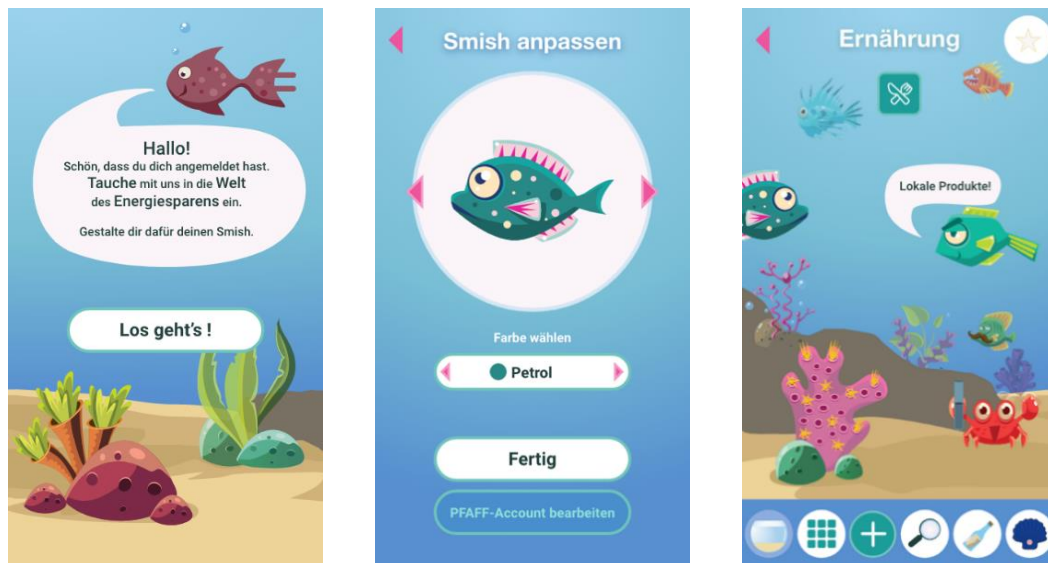 Hallo!
Schön, dass du dich angemeldet hast.
Tauche mit uns in die Welt
des Energiesparens ein.
Gestalte dir dafür deinen Smish.
Los geht's !
Smish anpassen
Farbe wählen
Petrol
Fertig
PFAFF-Account bearbeiten
Ernährung
Lokale Produkte!